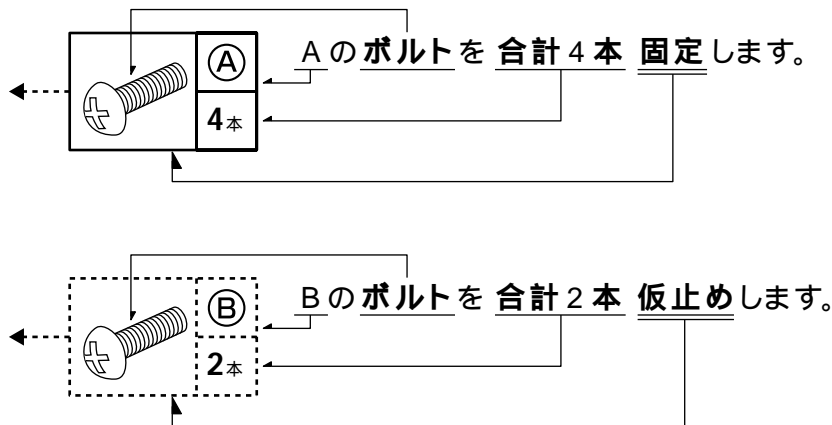 Ⓐ
Aのボルトを 合計4本 固定します。
4本
Ⓑ
Bのボルトを 合計2本 仮止めします。
2本